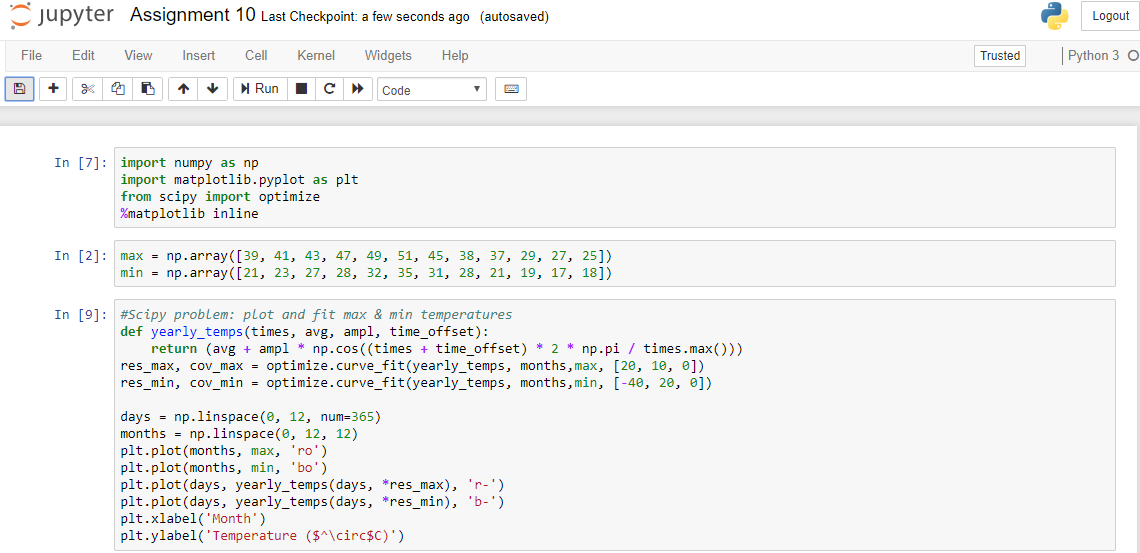 jupyter Assignment 10 Last Checkpoint: a few seconds ago (autosaved)
Logout
File Edit View Insert Cell Kernel Widgets Help
Trusted Python 3
Run Code
In [7]: import numpy as np
import matplotlib.pyplot as plt
from scipy import optimize
%matplotlib inline
In [2]: max = np.array([39, 41, 43, 47, 49, 51, 45, 38, 37, 29, 27, 25])
min = np.array([21, 23, 27, 28, 32, 35, 31, 28, 21, 19, 17, 18])
In [9]: #Scipy problem: plot and fit max & min temperatures
def yearly_temps(times, avg, ampl, time_offset):
    return (avg + ampl * np.cos((times + time_offset) * 2 * np.pi / times.max()))
res_max, cov_max = optimize.curve_fit(yearly_temps, months,max, [20, 10, 0])
res_min, cov_min = optimize.curve_fit(yearly_temps, months,min, [-40, 20, 0])
days = np.linspace(0, 12, num=365)
months = np.linspace(0, 12, 12)
plt.plot(months, max, 'ro')
plt.plot(months, min, 'bo')
plt.plot(days, yearly_temps(days, *res_max), 'r-')
plt.plot(days, yearly_temps(days, *res_min), 'b-')
plt.xlabel('Month')
plt.ylabel('Temperature ($^\circ$C)')